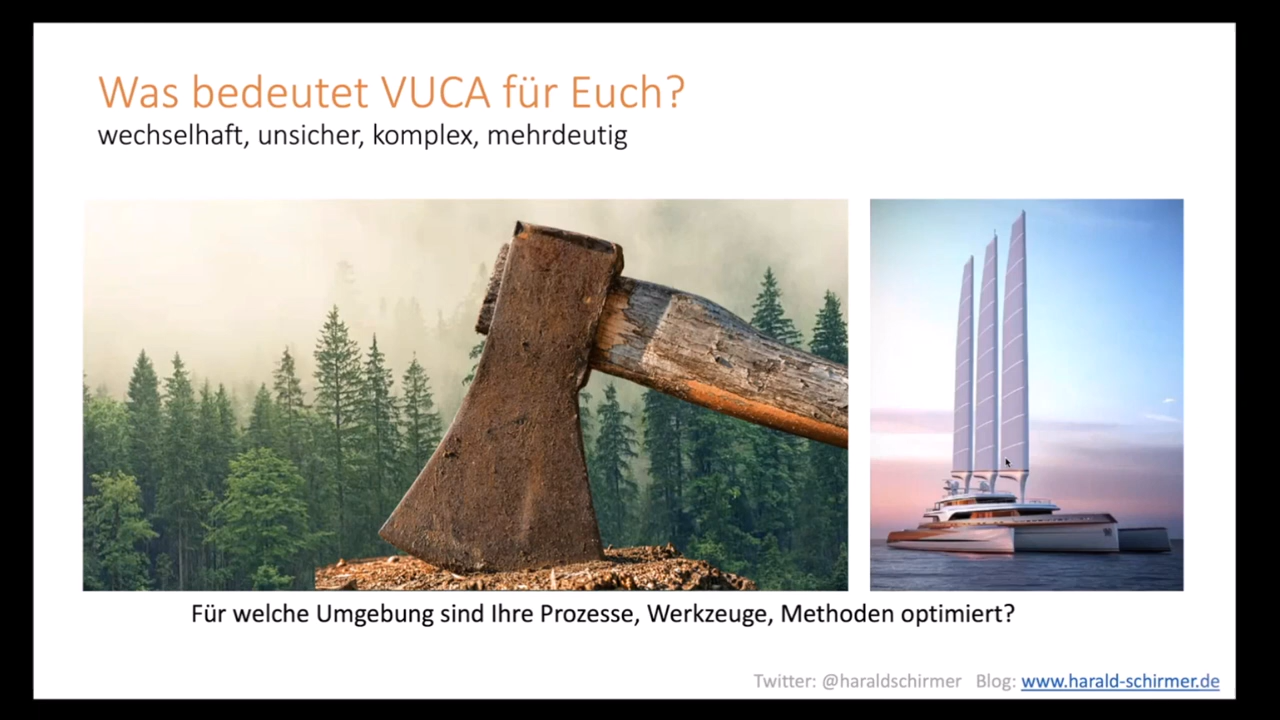 Was bedeutet VUCA für Euch?
wechselhaft, unsicher, komplex, mehrdeutig
Für welche Umgebung sind Ihre Prozesse, Werkzeuge, Methoden optimiert?
Twitter: @haraldschirmer Blog: www.harald-schirmer.de